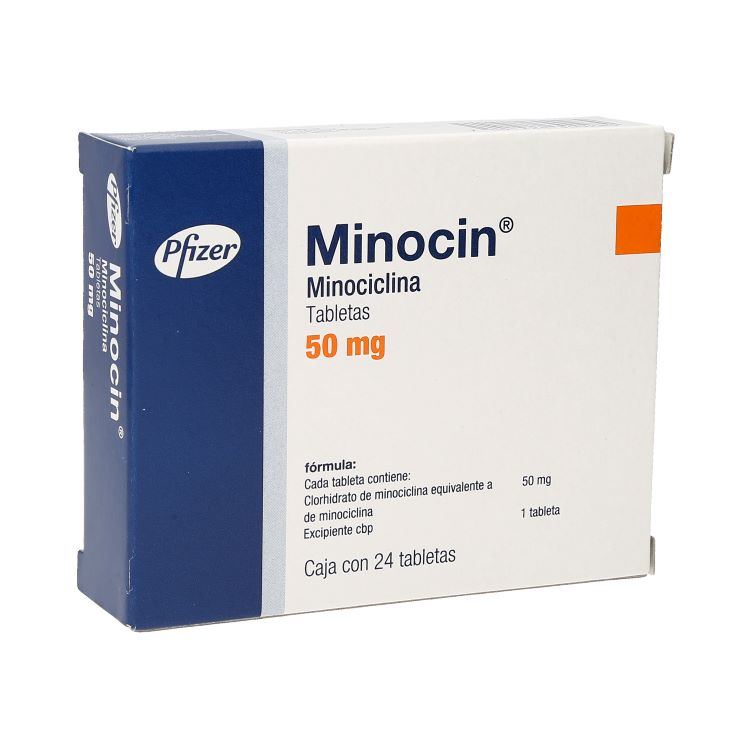 Pfizer
Minocin®
Minociclina
Tabletas
50 mg
Pfizer
Minocin®
Minociclina
Tabletas
50 mg
fórmula:
Cada tableta contiene:
Clorhidrato de minociclina equivalente a 50 mg
de minociclina
Excipiente cbp 1 tableta
Caja con 24 tabletas